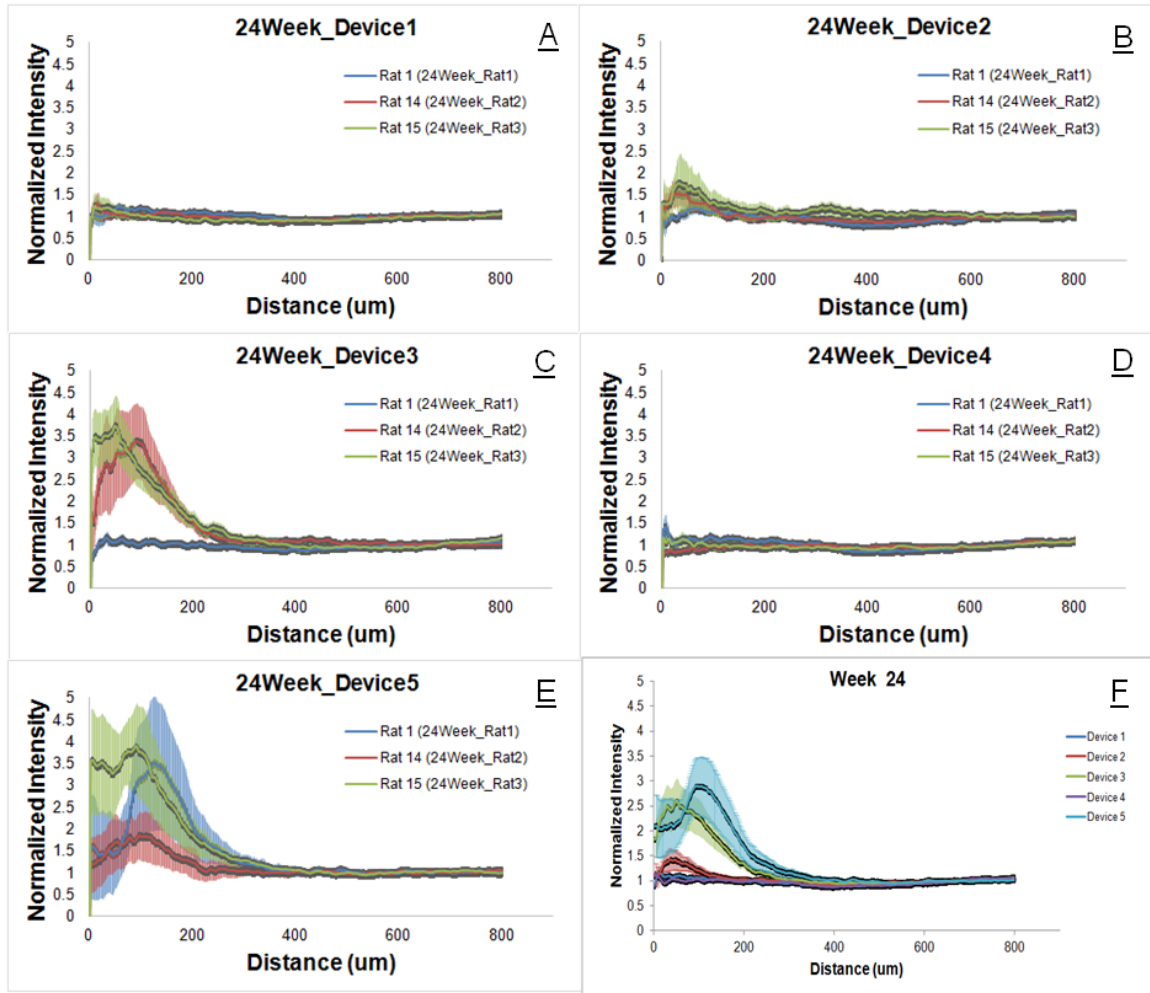 24Week_Device1
A
5
4.5
4
3.5
3
2.5
2
1.5
1
0.5
0
Normalized Intensity
Rat 1 (24Week_Rat1)
Rat 14 (24Week_Rat2)
Rat 15 (24Week_Rat3)
0 200 400 600 800
Distance (um)
24Week_Device2
B
5
4.5
4
3.5
3
2.5
2
1.5
1
0.5
0
Normalized Intensity
Rat 1 (24Week_Rat1)
Rat 14 (24Week_Rat2)
Rat 15 (24Week_Rat3)
0 200 400 600 800
Distance (um)
24Week_Device3
C
5
4.5
4
3.5
3
2.5
2
1.5
1
0.5
0
Normalized Intensity
Rat 1 (24Week_Rat1)
Rat 14 (24Week_Rat2)
Rat 15 (24Week_Rat3)
0 200 400 600 800
Distance (um)
24Week_Device4
D
5
4.5
4
3.5
3
2.5
2
1.5
1
0.5
0
Normalized Intensity
Rat 1 (24Week_Rat1)
Rat 14 (24Week_Rat2)
Rat 15 (24Week_Rat3)
0 200 400 600 800
Distance (um)
24Week_Device5
E
5
4.5
4
3.5
3
2.5
2
1.5
1
0.5
0
Normalized Intensity
Rat 1 (24Week_Rat1)
Rat 14 (24Week_Rat2)
Rat 15 (24Week_Rat3)
0 200 400 600 800
Distance (um)
Week 24
F
5
4.5
4
3.5
3
2.5
2
1.5
1
0.5
0
Normalized Intensity
Device 1
Device 2
Device 3
Device 4
Device 5
0 200 400 600 800
Distance (um)